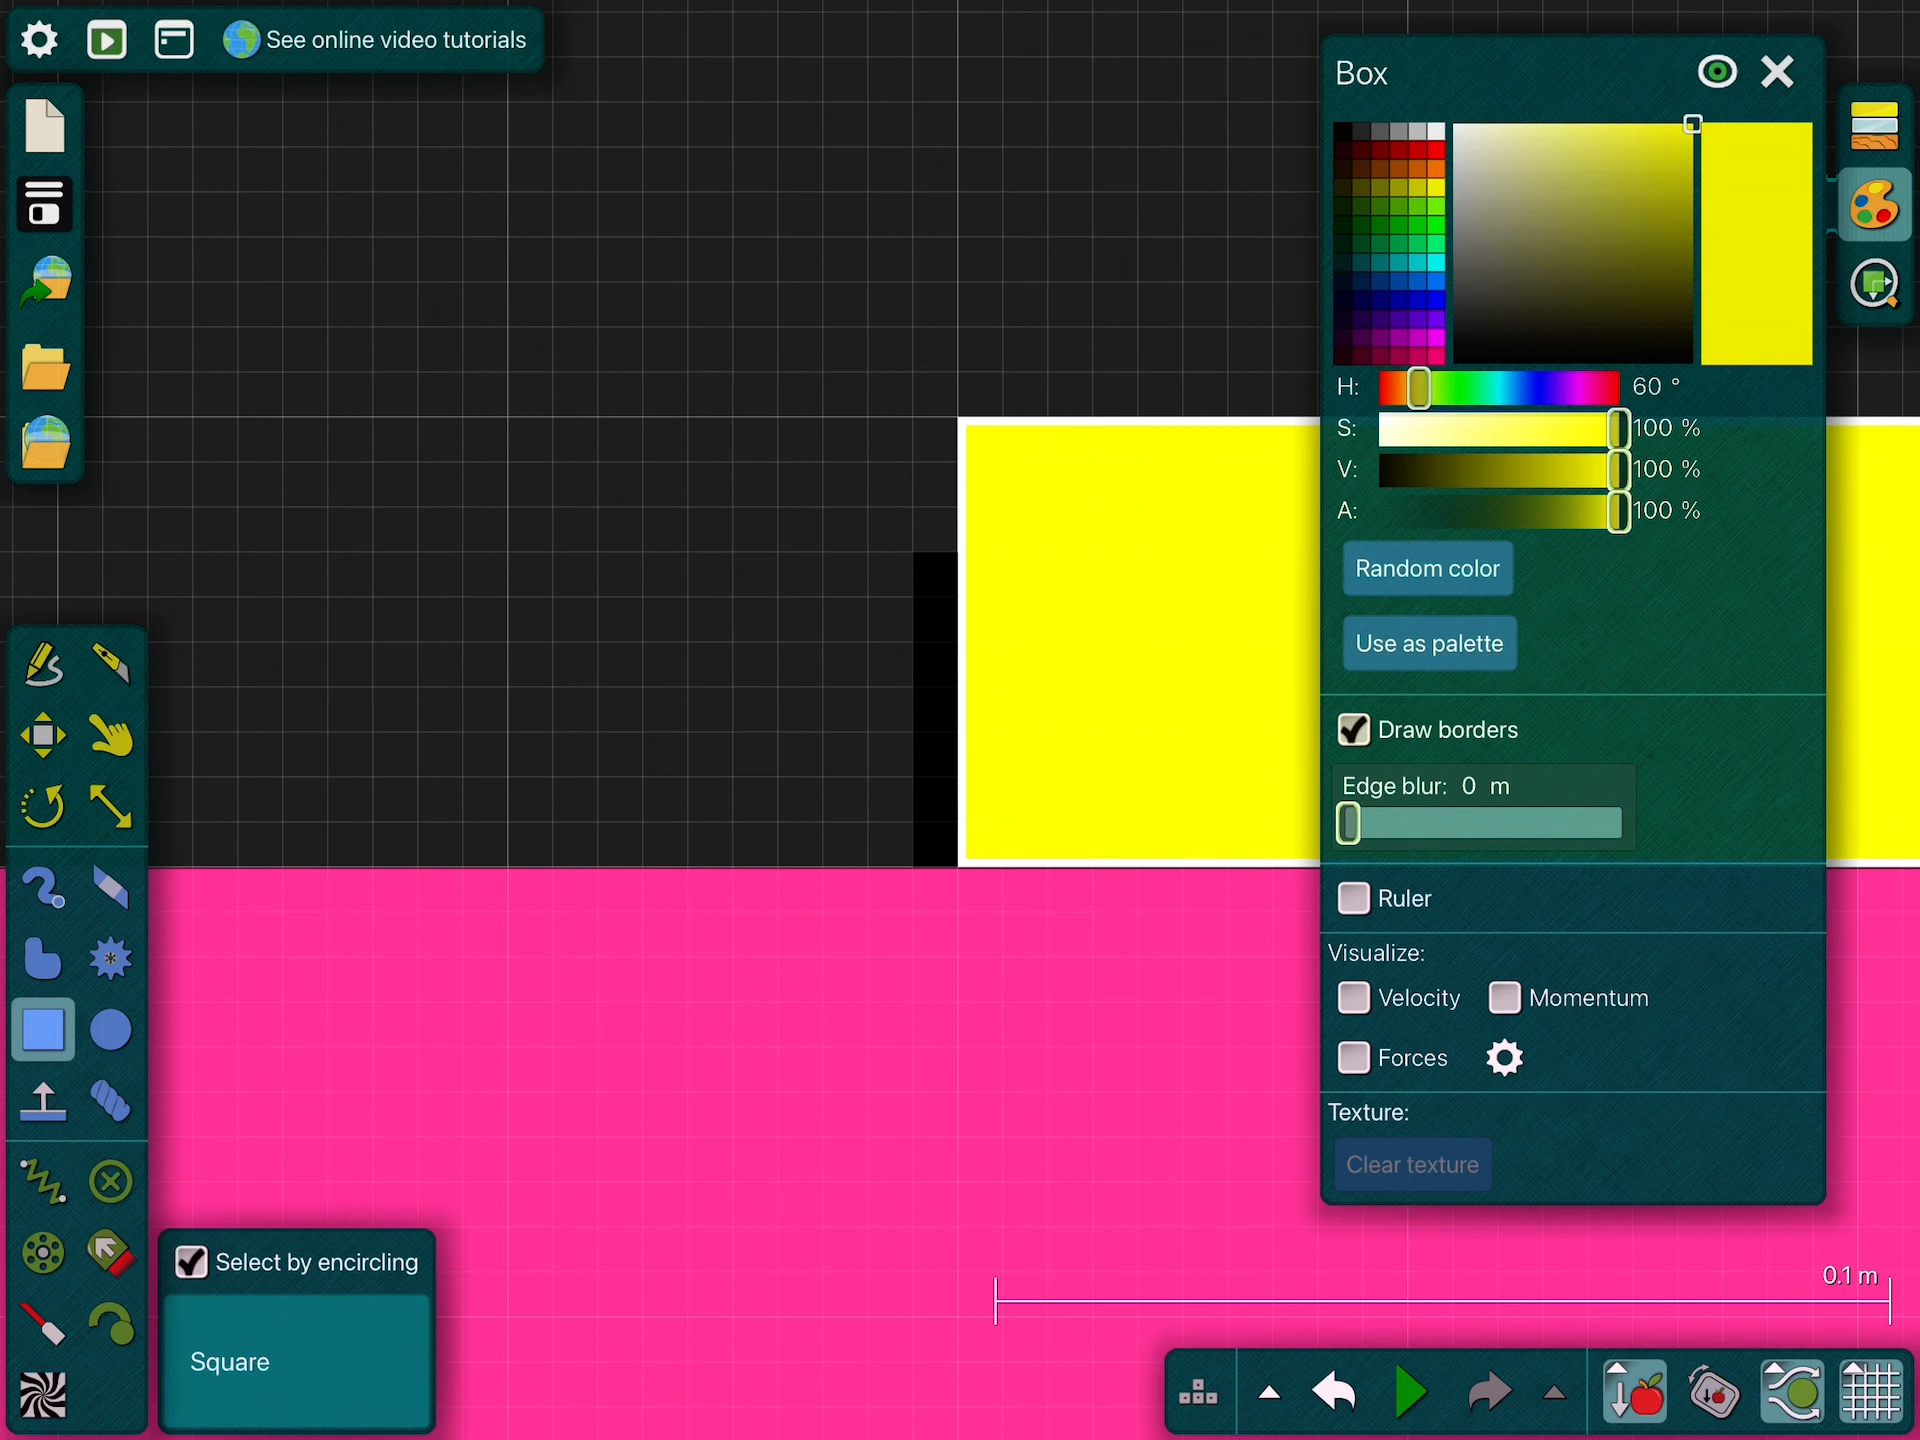 See online video tutorials
Box
H: 60 °
S: 100 %
V: 100 %
A: 100 %
Random color
Use as palette
Draw borders
Edge blur: 0 m
Ruler
Visualize:
Velocity Momentum
Forces
Texture:
Clear texture
Select by encircling
Square
0.1 m